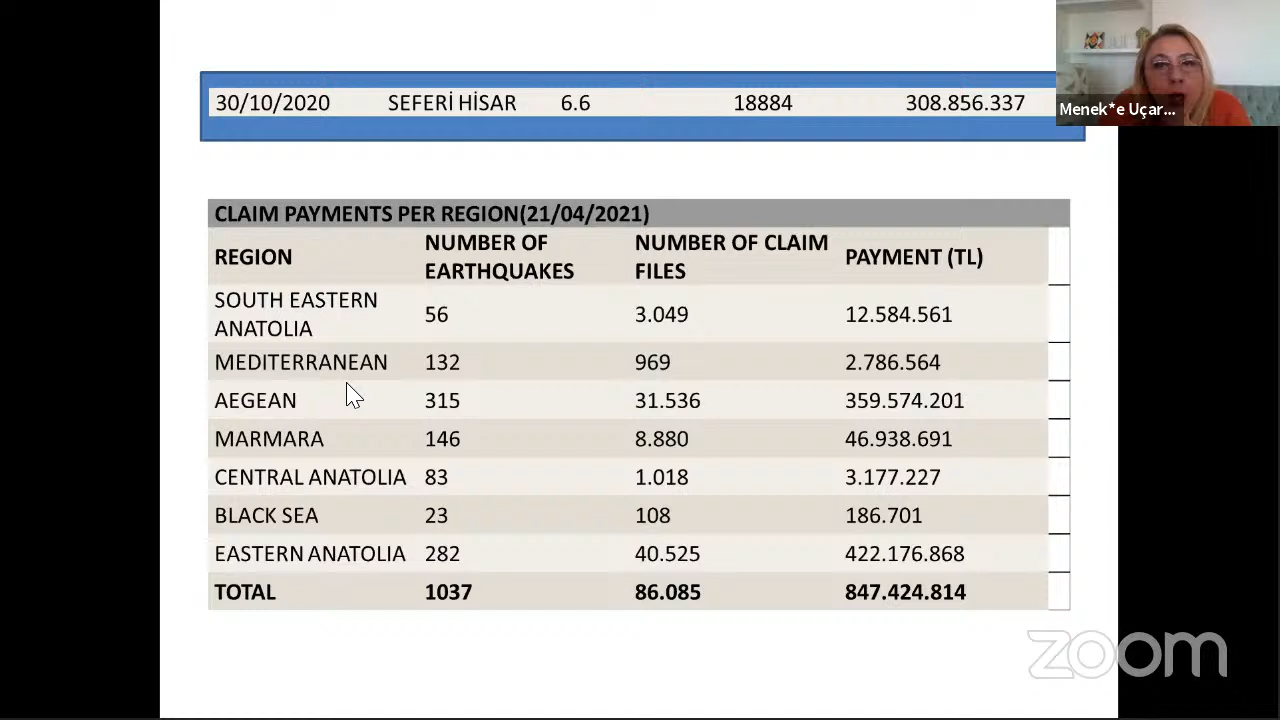 30/10/2020 SEFERİ HİSAR 6.6 18884 308.856.337
Menek*e Uçar...
CLAIM PAYMENTS PER REGION(21/04/2021)
REGION NUMBER OF EARTHQUAKES NUMBER OF CLAIM FILES PAYMENT (TL)
SOUTH EASTERN ANATOLIA 56 3.049 12.584.561
MEDITERRANEAN 132 969 2.786.564
AEGEAN 315 31.536 359.574.201
MARMARA 146 8.880 46.938.691
CENTRAL ANATOLIA 83 1.018 3.177.227
BLACK SEA 23 108 186.701
EASTERN ANATOLIA 282 40.525 422.176.868
TOTAL 1037 86.085 847.424.814
zoom